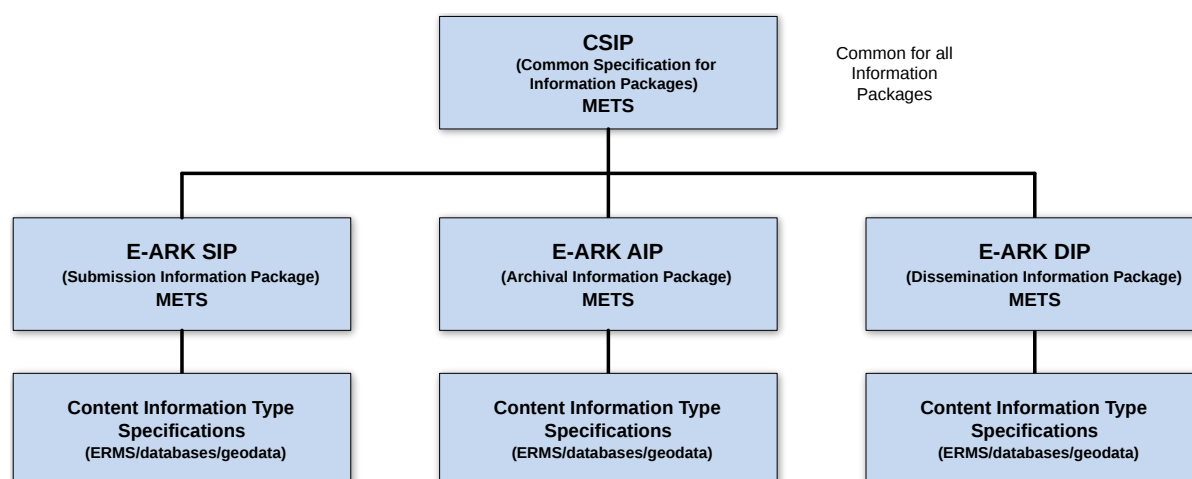 CSIP
(Common Specification for
Information Packages)
METS
Common for all
Information
Packages
E-ARK SIP
(Submission Information Package)
METS
E-ARK AIP
(Archival Information Package)
METS
E-ARK DIP
(Dissemination Information Package)
METS
Content Information Type
Specifications
(ERMS/databases/geodata)
Content Information Type
Specifications
(ERMS/databases/geodata)
Content Information Type
Specifications
(ERMS/databases/geodata)